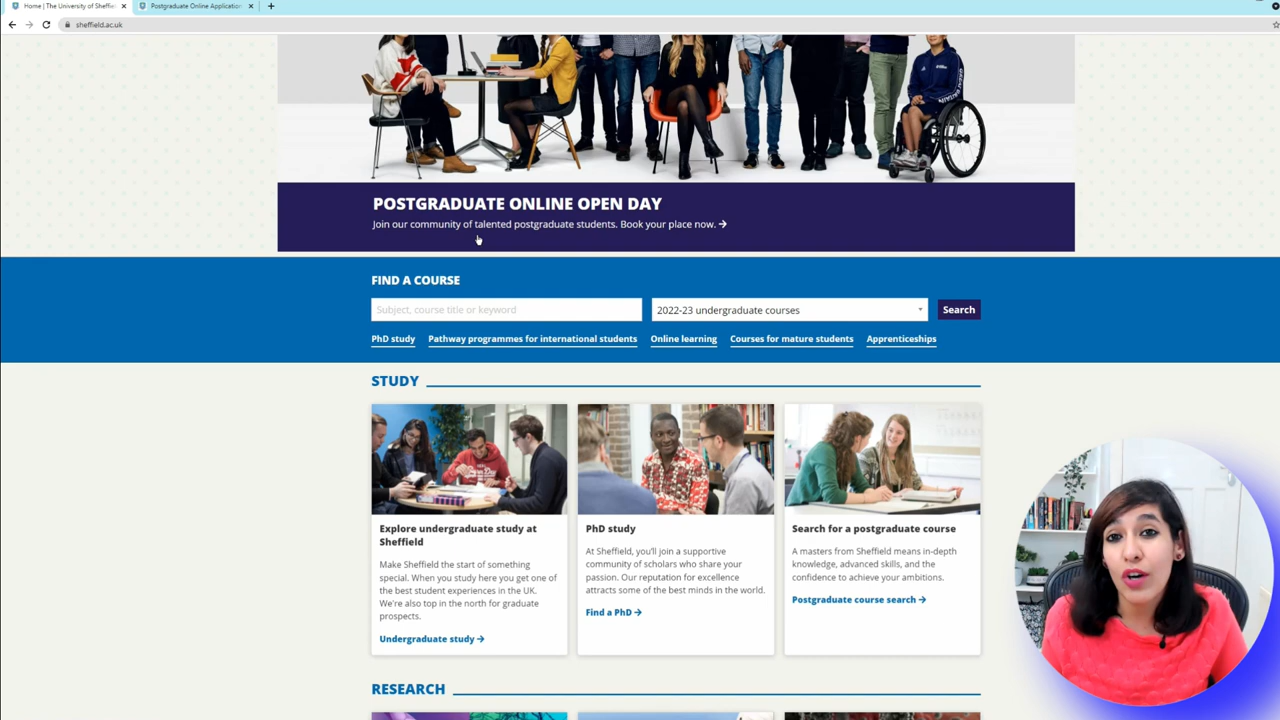 Home | The University of Sheffie
Postgraduate Online Application
sheffield.ac.uk
POSTGRADUATE ONLINE OPEN DAY
Join our community of talented postgraduate students. Book your place now. →
FIND A COURSE
Subject, course title or keyword
2022-23 undergraduate courses
Search
PhD study
Pathway programmes for international students
Online learning
Courses for mature students
Apprenticeships
STUDY
Explore undergraduate study at
Sheffield
Make Sheffield the start of something
special. When you study here you get one of
the best student experiences in the UK.
We're also top in the north for graduate
prospects.
Undergraduate study →
PhD study
At Sheffield, you'll join a supportive
community of scholars who share your
passion. Our reputation for excellence
attracts some of the best minds in the world.
Find a PhD →
Search for a postgraduate course
A masters from Sheffield means in-depth
knowledge, advanced skills, and the
confidence to achieve your ambitions.
Postgraduate course search →
RESEARCH